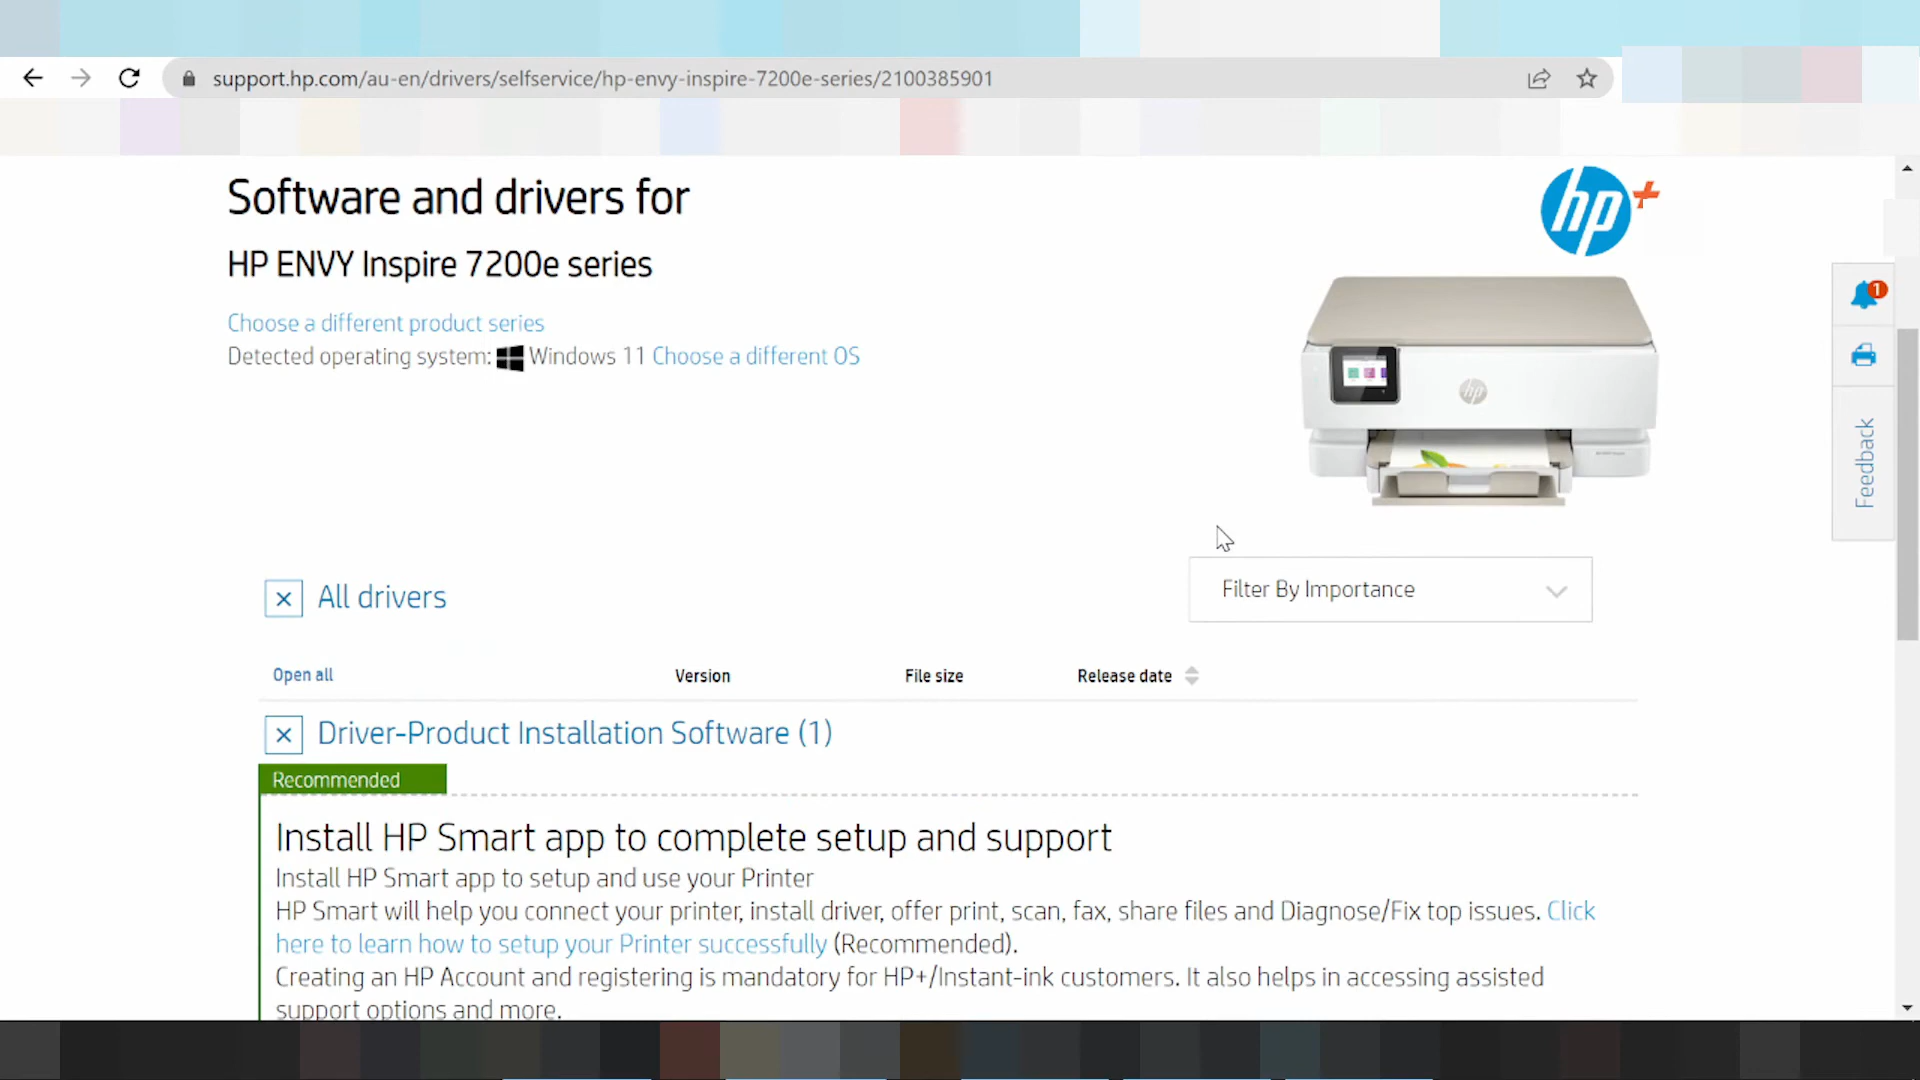 support.hp.com/au-en/drivers/selfservice/hp-envy-inspire-7200e-series/2100385901
Software and drivers for
hp+
HP ENVY Inspire 7200e series
Choose a different product series
Detected operating system: Windows 11 Choose a different OS
1
hp
Feedback
Filter By Importance
All drivers
Open all Version File size Release date
Driver-Product Installation Software (1)
Recommended
Install HP Smart app to complete setup and support
Install HP Smart app to setup and use your Printer
HP Smart will help you connect your printer, install driver, offer print, scan, fax, share files and Diagnose/Fix top issues. Click
here to learn how to setup your Printer successfully (Recommended).
Creating an HP Account and registering is mandatory for HP+/Instant-ink customers. It also helps in accessing assisted
support options and more.